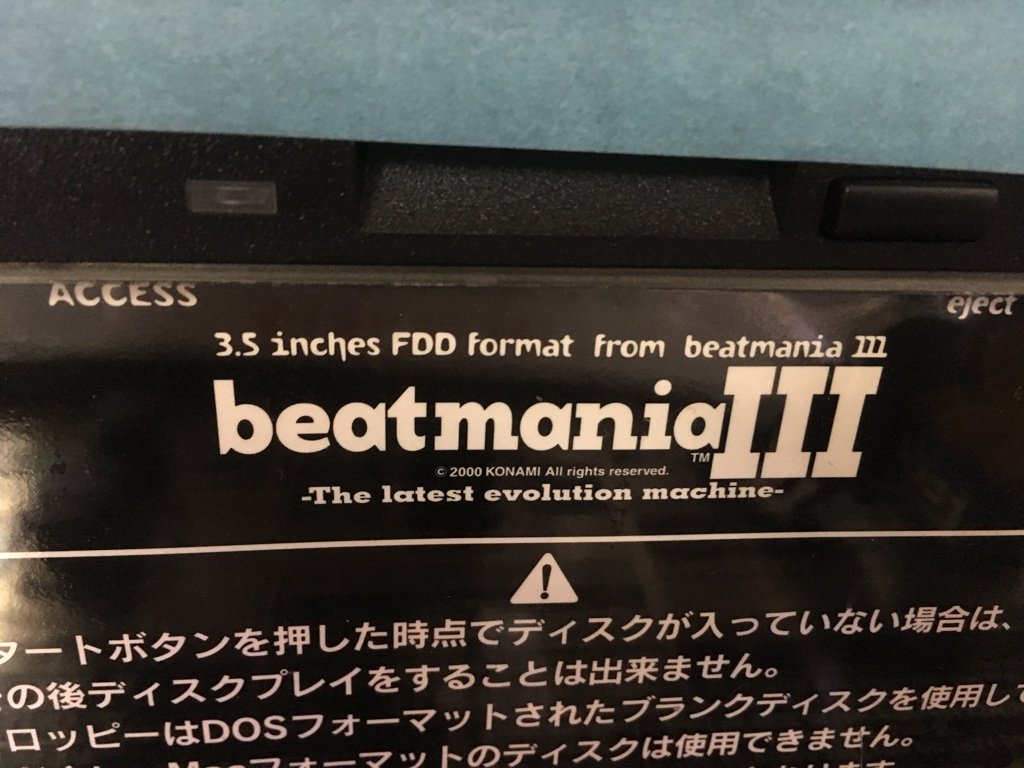 ACCESS
eject
3.5 inches FDD format from beatmania III
beatmania III
TM
© 2000 KONAMI All rights reserved.
-The latest evolution machine-
タートボタンを押した時点でディスクが入っていない場合は、
の後ディスクプレイをすることは出来ません。
ロッピーはDOSフォーマットされたブランクディスクを使用して
Macフォーマットのディスクは使用できません。